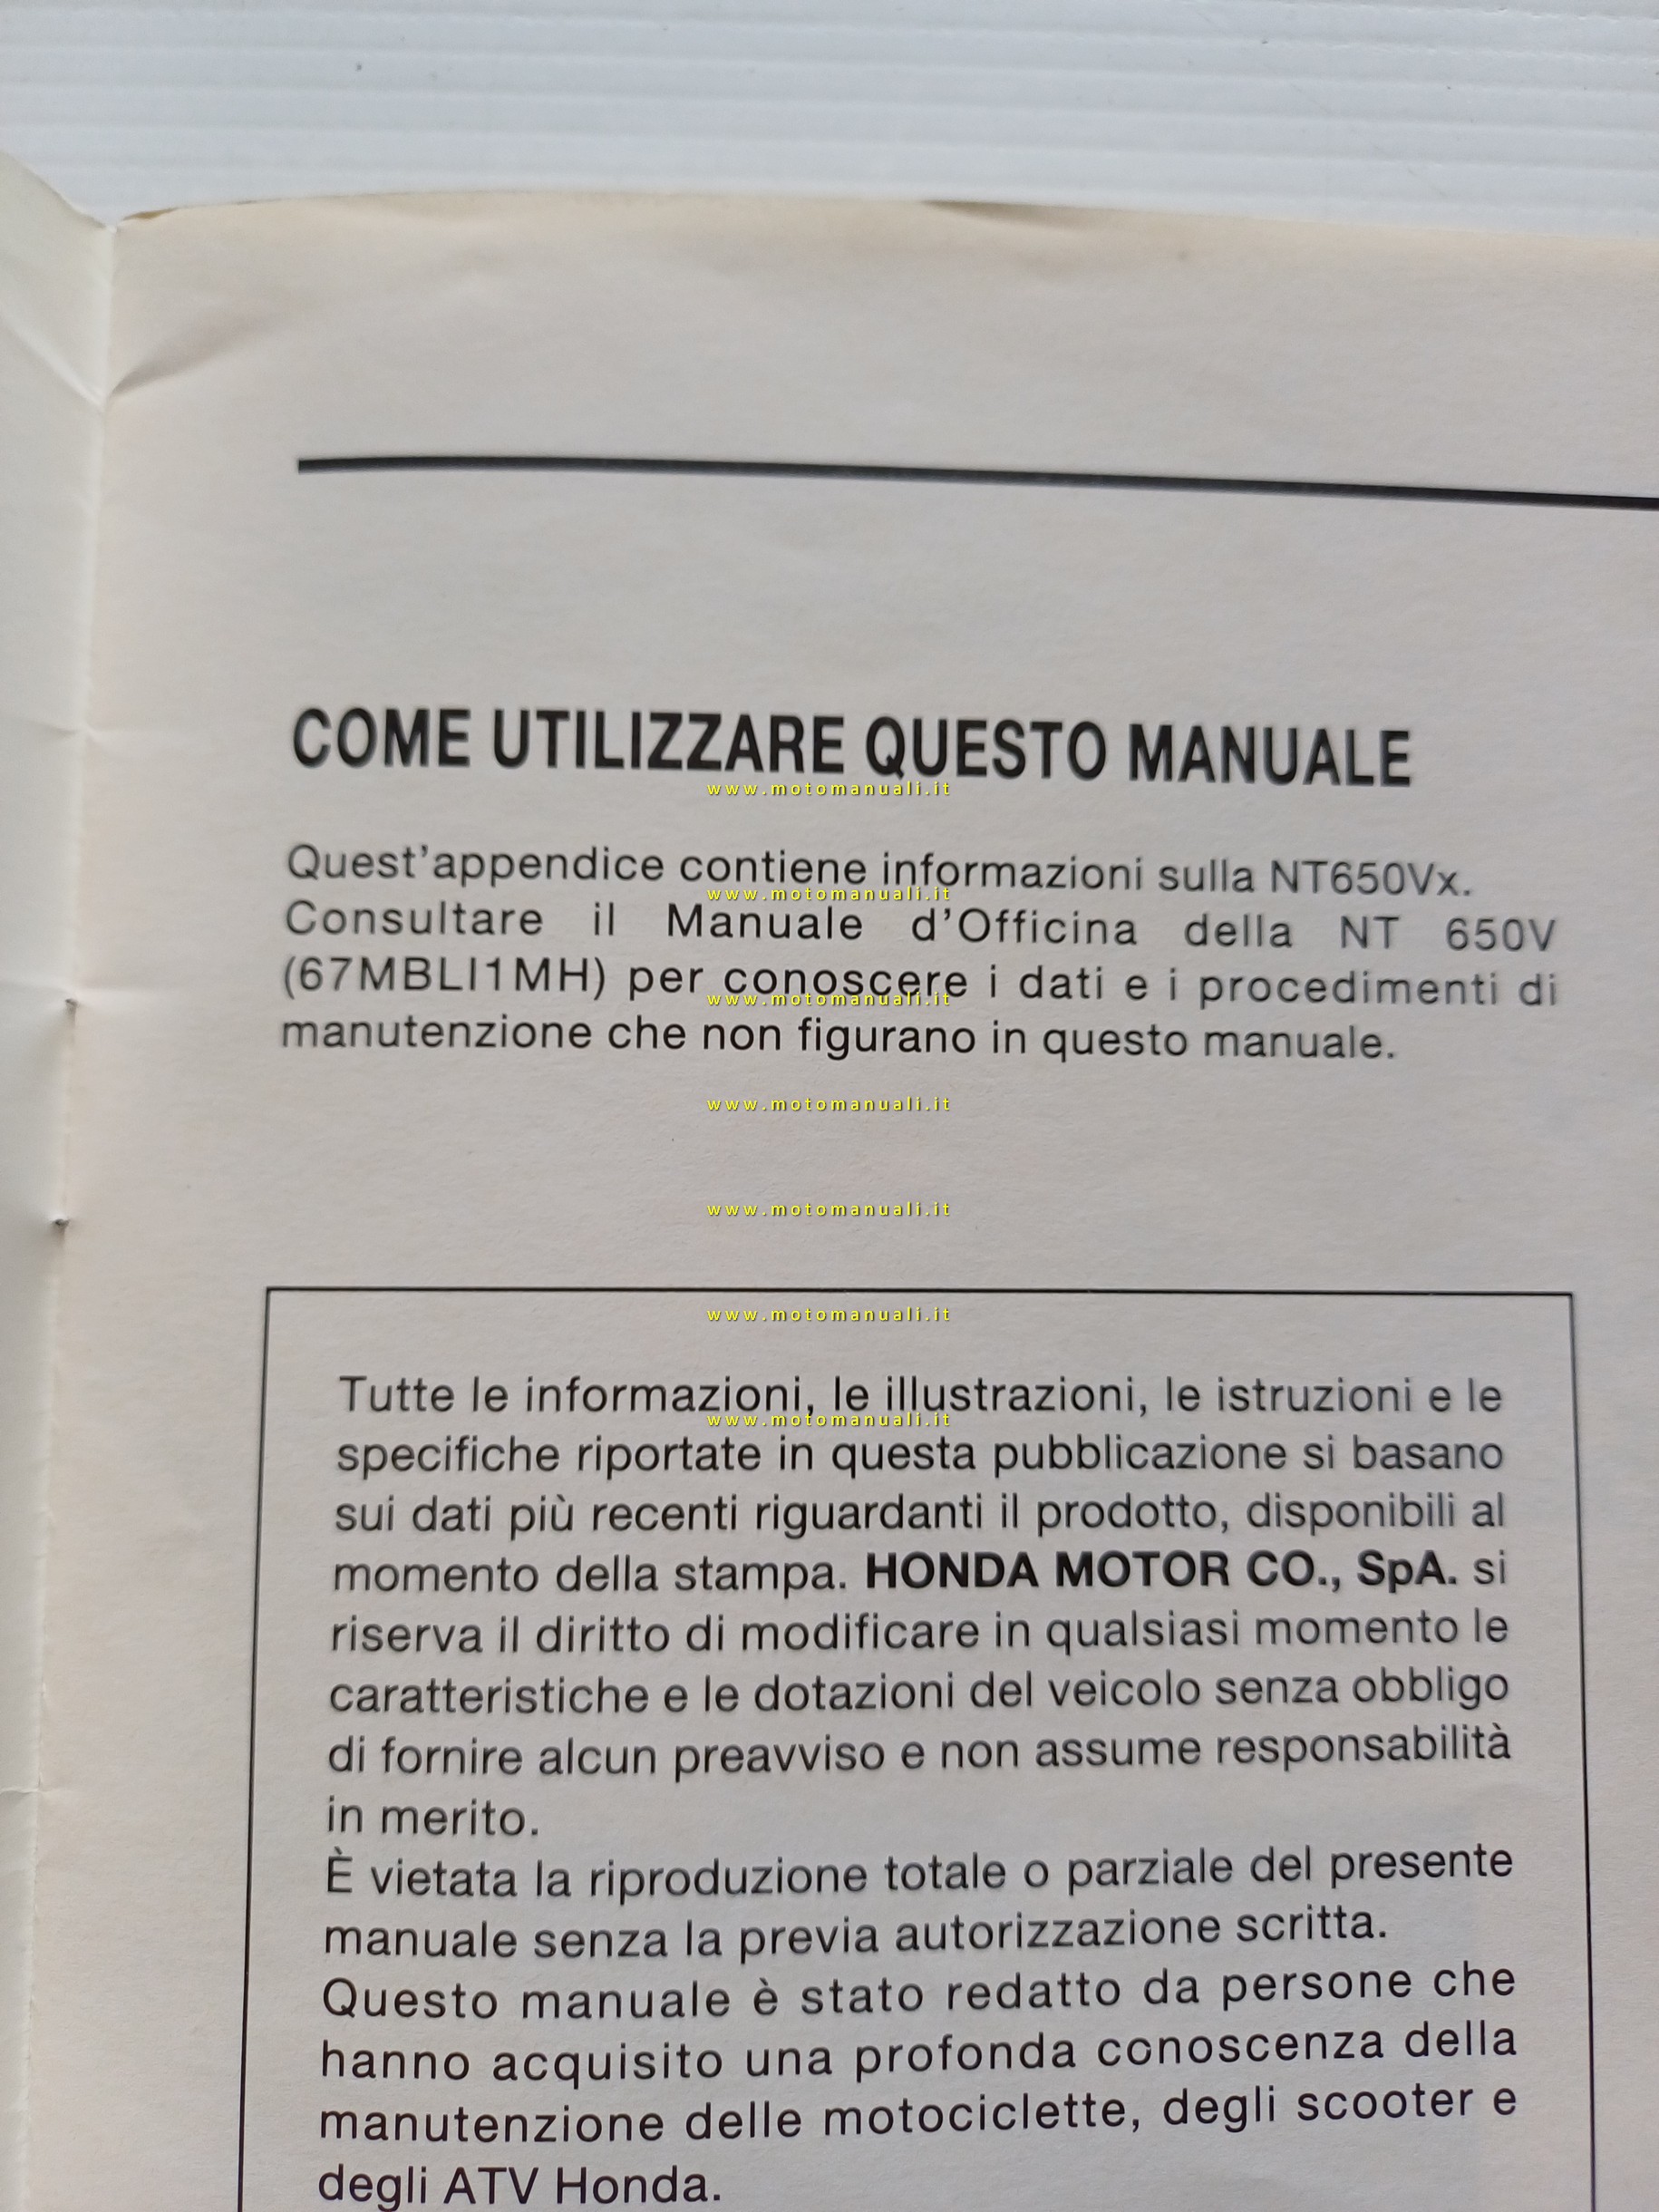 COME UTILIZZARE QUESTO MANUALE
www.motomanuali.it
Quest'appendice contiene informazioni sulla NT650Vx.
www.motomanuali.it
Consultare il Manuale d'Officina della NT 650V
(67MBLI1MH) per conoscere i dati e i procedimenti di
www.motomanuali.it
manutenzione che non figurano in questo manuale.
www.motomanuali.it
www.motomanuali.it
www.motomanuali.it
Tutte le informazioni, le illustrazioni, le istruzioni e le
www.motomanuali.it
specifiche riportate in questa pubblicazione si basano
sui dati più recenti riguardanti il prodotto, disponibili al
momento della stampa. HONDA MOTOR CO., SpA. si
riserva il diritto di modificare in qualsiasi momento le
caratteristiche e le dotazioni del veicolo senza obbligo
di fornire alcun preavviso e non assume responsabilità
in merito.
È vietata la riproduzione totale o parziale del presente
manuale senza la previa autorizzazione scritta.
Questo manuale è stato redatto da persone che
hanno acquisito una profonda conoscenza della
manutenzione delle motociclette, degli scooter e
degli ATV Honda.